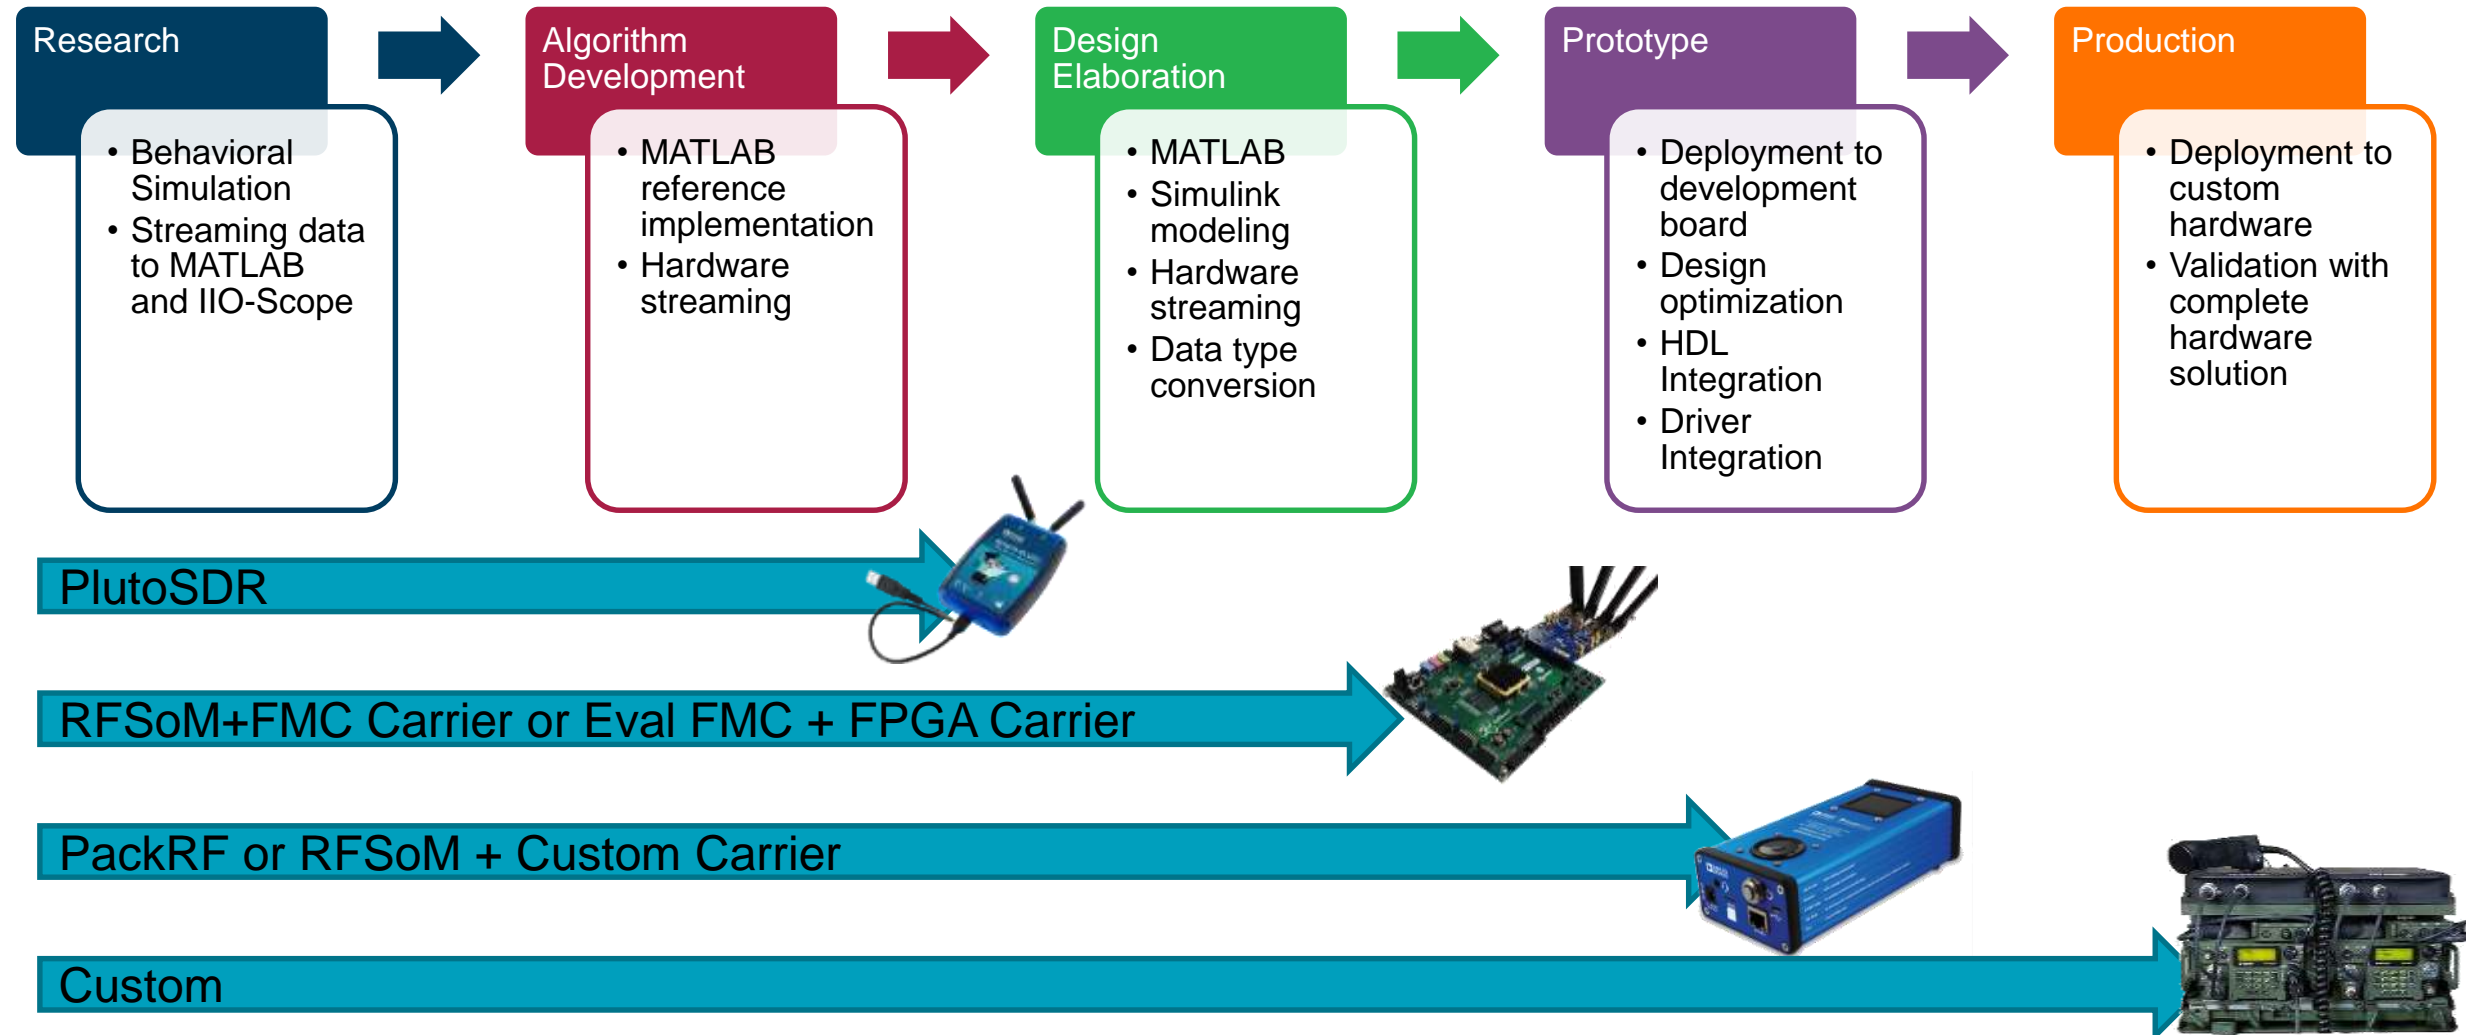 Research
• Behavioral
Simulation
• Streaming data
to MATLAB
and IIO-Scope
Algorithm
Development
• MATLAB
reference
implementation
• Hardware
streaming
Design
Elaboration
• MATLAB
• Simulink
modeling
• Hardware
streaming
• Data type
conversion
Prototype
• Deployment to
development
board
• Design
optimization
• HDL
Integration
• Driver
Integration
Production
• Deployment to
custom
hardware
• Validation with
complete
hardware
solution
PlutoSDR
RFSoM+FMC Carrier or Eval FMC + FPGA Carrier
PackRF or RFSoM + Custom Carrier
Custom